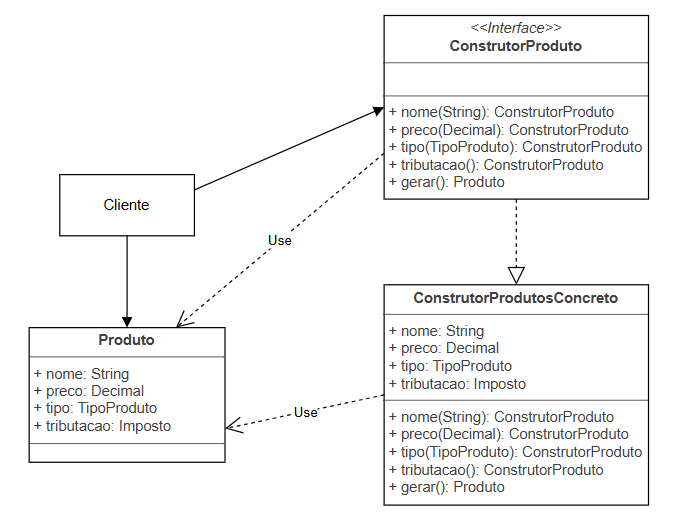 <<Interface>>
ConstrutorProduto
+ nome(String): ConstrutorProduto
+ preco(Decimal): ConstrutorProduto
+ tipo(TipoProduto): ConstrutorProduto
+ tributacao(): ConstrutorProduto
+ gerar(): Produto
Cliente
Use
Produto
+ nome: String
+ preco: Decimal
+ tipo: TipoProduto
+ tributacao: Imposto
Use
ConstrutorProdutosConcreto
+ nome: String
+ preco: Decimal
+ tipo: TipoProduto
+ tributacao: Imposto
+ nome(String): ConstrutorProduto
+ preco(Decimal): ConstrutorProduto
+ tipo(TipoProduto): ConstrutorProduto
+ tributacao(): ConstrutorProduto
+ gerar(): Produto